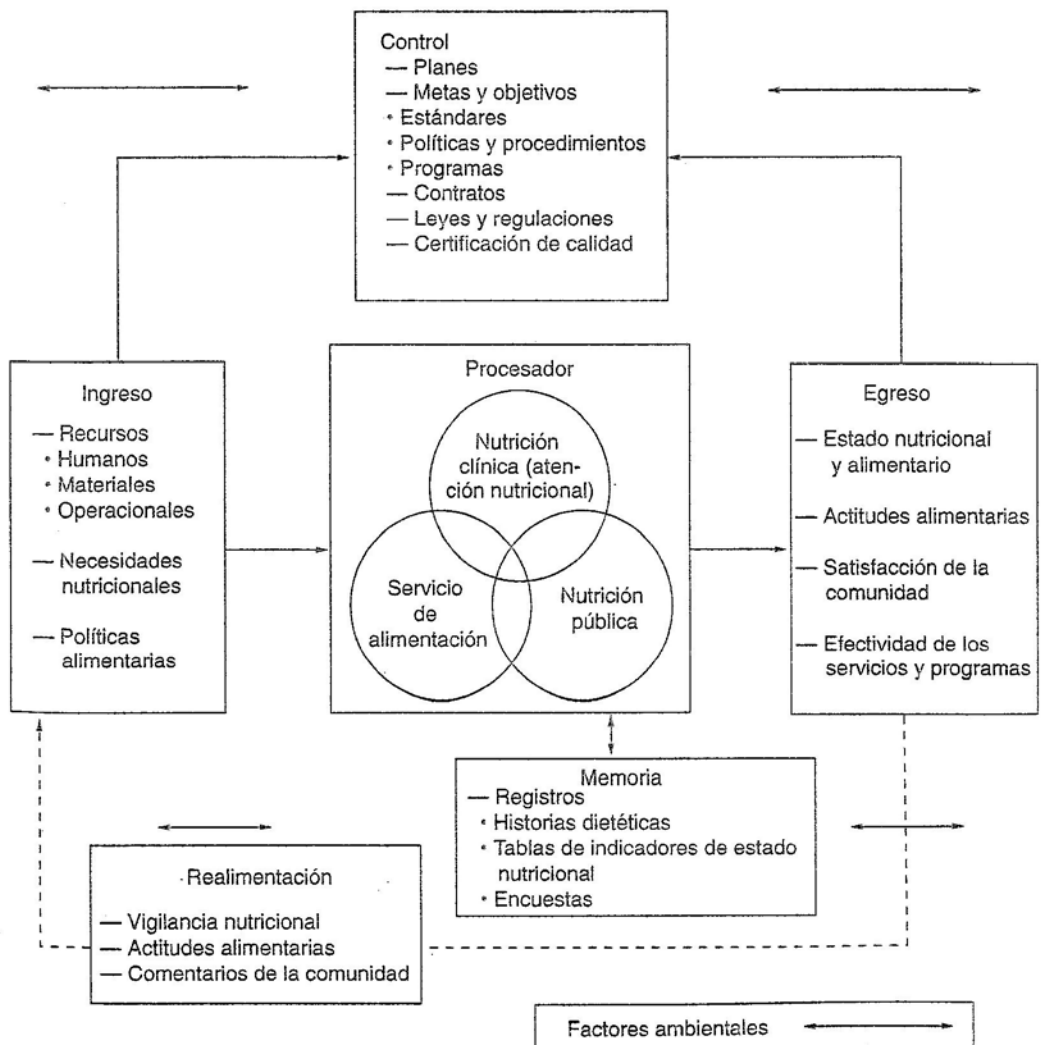 Control
— Planes
— Metas y objetivos
• Estándares
• Políticas y procedimientos
• Programas
— Contratos
— Leyes y regulaciones
— Certificación de calidad
Ingreso
— Recursos
• Humanos
• Materiales
• Operacionales
— Necesidades
nutricionales
— Políticas
alimentarias
Procesador
Nutrición
clínica (aten-
ción nutricional)
Servicio
de
alimentación
Nutrición
pública
Egreso
— Estado nutricional
y alimentario
— Actitudes alimentarias
— Satisfacción de la
comunidad
— Efectividad de los
servicios y programas
Memoria
— Registros
• Historias dietéticas
• Tablas de indicadores de estado
nutricional
• Encuestas
Realimentación
— Vigilancia nutricional
— Actitudes alimentarias
— Comentarios de la comunidad
Factores ambientales